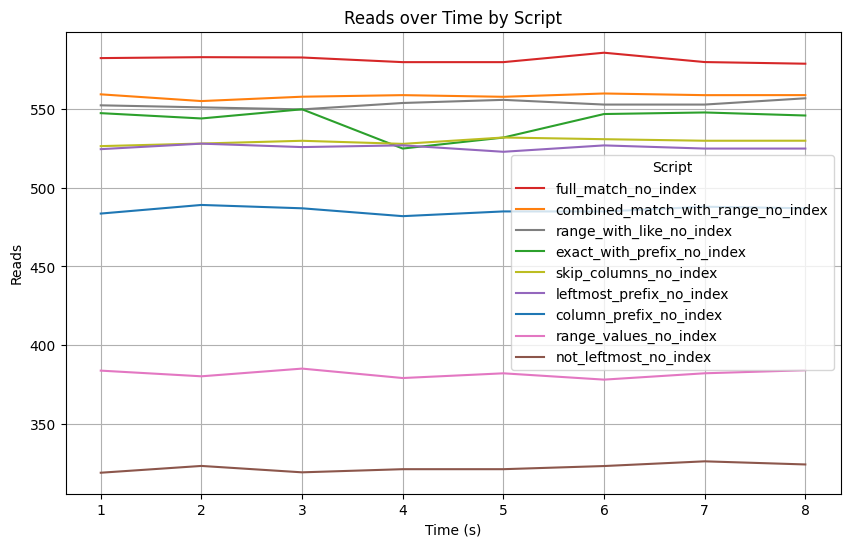 Reads over Time by Script
Reads
550
500
450
400
350
Script
full_match_no_index
combined_match_with_range_no_index
range_with_like_no_index
exact_with_prefix_no_index
skip_columns_no_index
leftmost_prefix_no_index
column_prefix_no_index
range_values_no_index
not_leftmost_no_index
1 2 3 4 5 6 7 8
Time (s)